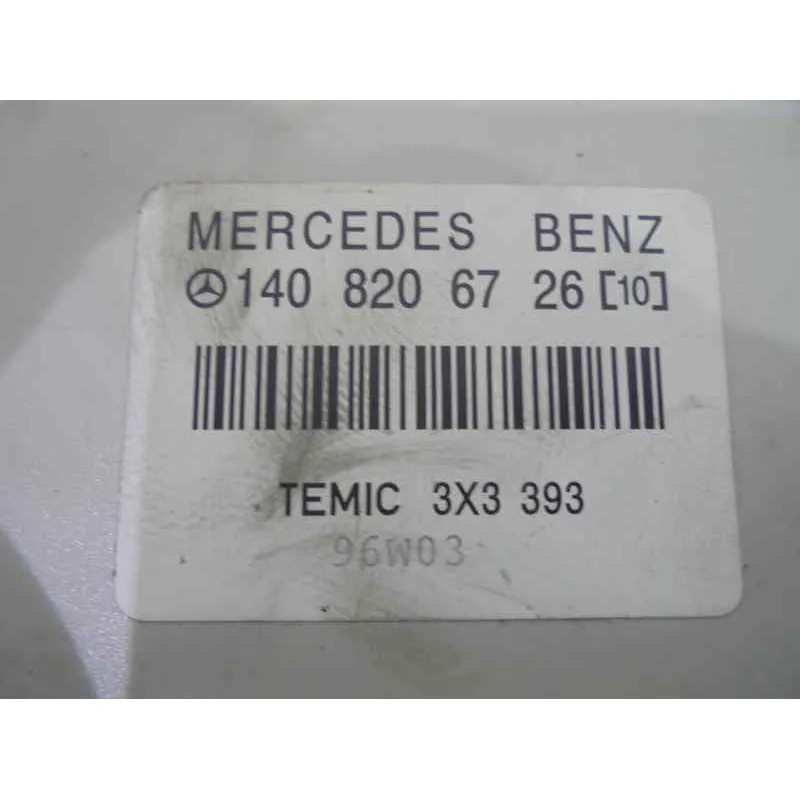 MERCEDES BENZ
140 820 67 26 [10]
TEMIC 3X3 393
96W03